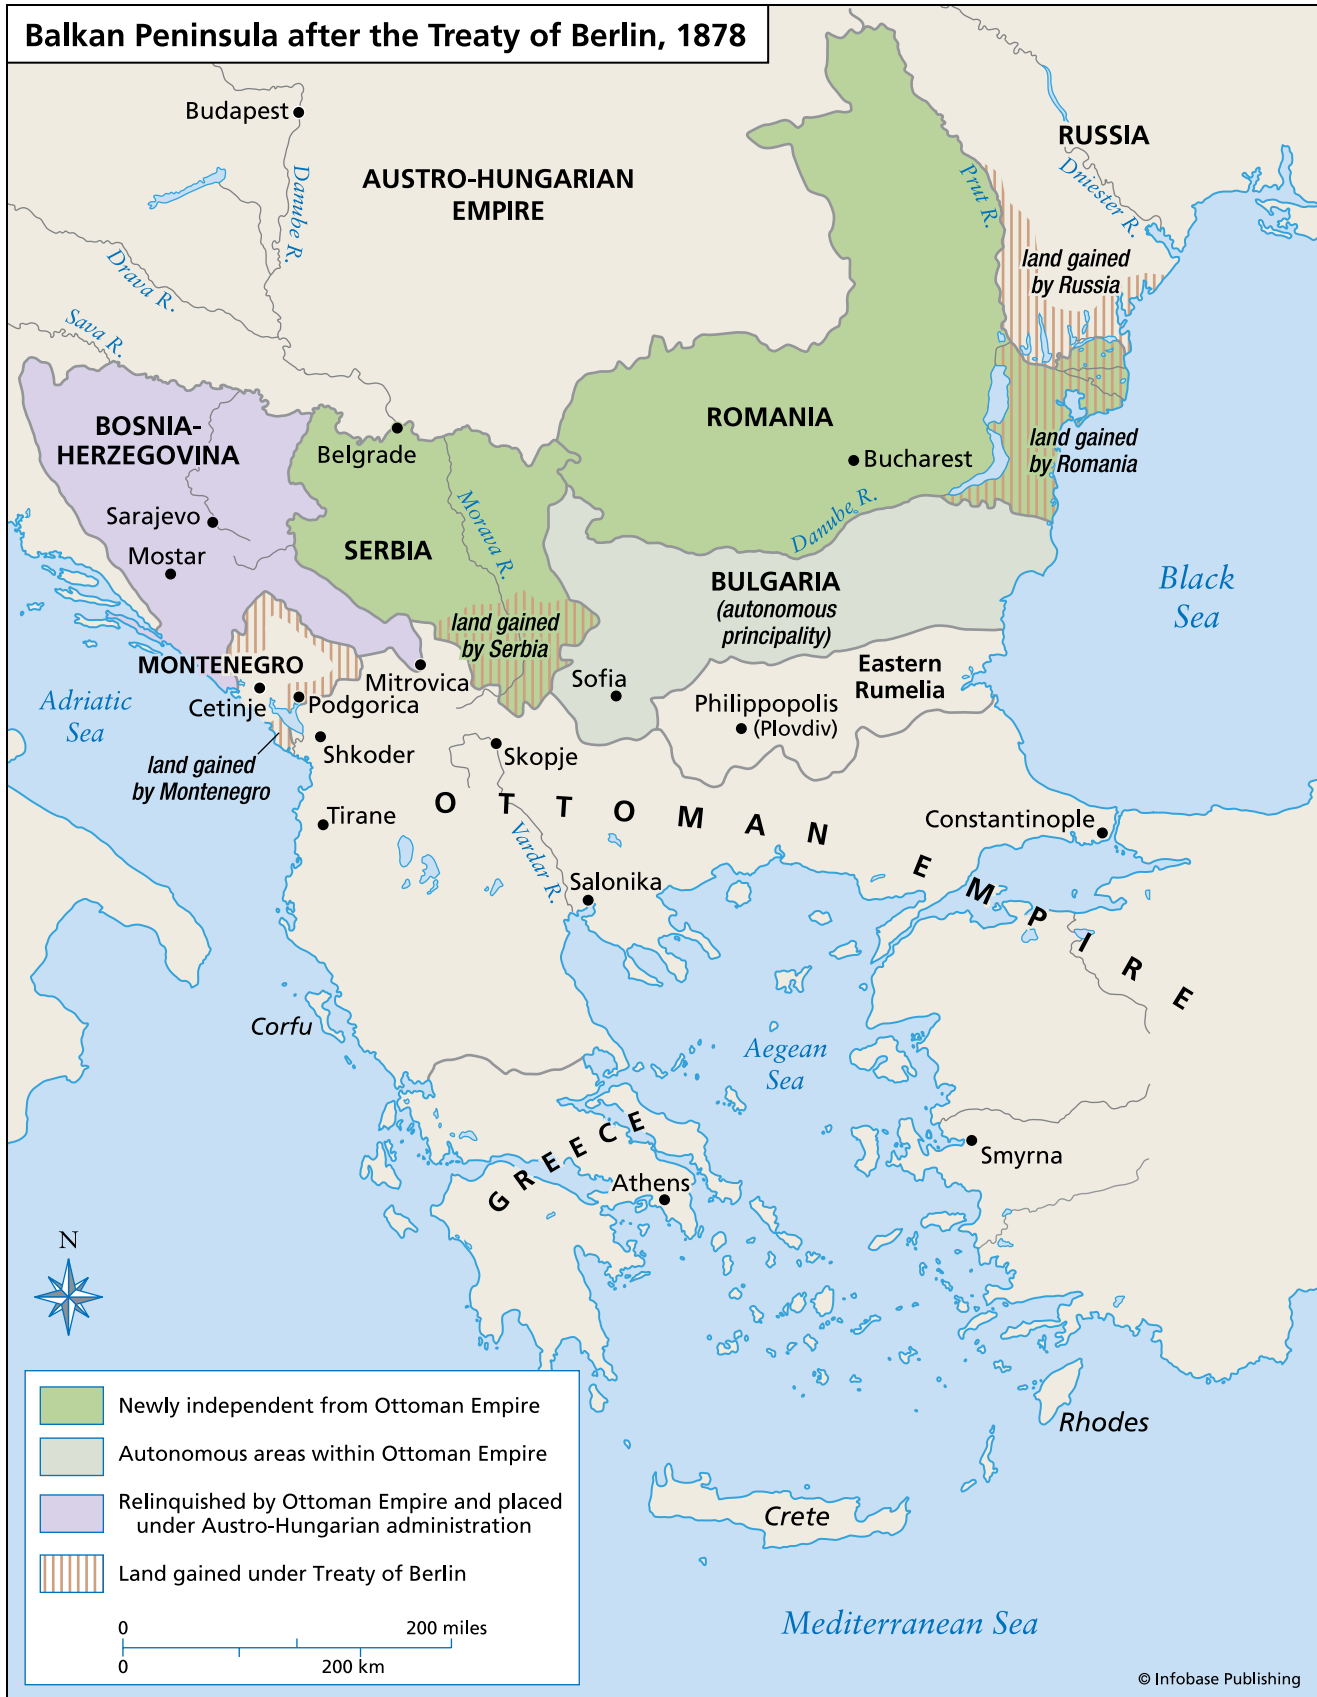 Balkan Peninsula after the Treaty of Berlin, 1878
Budapest
Danube R.
AUSTRO-HUNGARIAN
EMPIRE
RUSSIA
Dniester R.
Prut R.
land gained
by Russia
Drava R.
Sava R.
BOSNIA-
HERZEGOVINA
Belgrade
ROMANIA
Bucharest
land gained
by Romania
Sarajevo
Mostar
SERBIA
Morava R.
Danube R.
BULGARIA
(autonomous
principality)
Black
Sea
land gained
by Serbia
MONTENEGRO
Mitrovica
Cetinje
Podgorica
Sofia
Eastern
Rumelia
Philippopolis
(Plovdiv)
Adriatic
Sea
Shkoder
land gained
by Montenegro
Skopje
Tirane
OTTOMAN EMPIRE
Constantinople
Vardar R.
Salonika
Corfu
Aegean
Sea
GREECE
Athens
Smyrna
N
Rhodes
Crete
Mediterranean Sea
Newly independent from Ottoman Empire
Autonomous areas within Ottoman Empire
Relinquished by Ottoman Empire and placed
under Austro-Hungarian administration
Land gained under Treaty of Berlin
0 200 miles
0 200 km
© Infobase Publishing